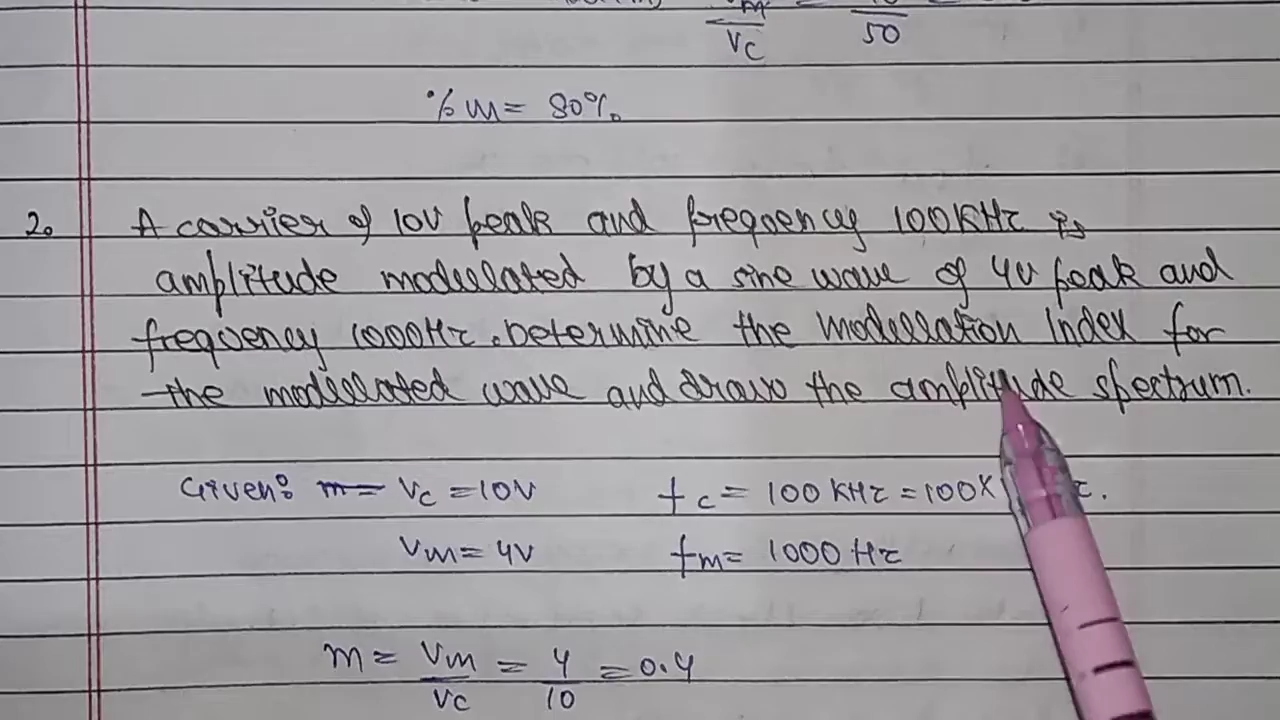 Vm
Vc
50
% m = 80%
2. A carrier of 10V peak and frequency 100KHz is
amplitude modulated by a sine wave of 4V peak and
frequency 1000Hz. Determine the modulation Index for
the modulated wave and draw the amplitude spectrum.
Given: m= Vc = 10V fc = 100 KHz = 100X
Vm = 4V fm = 1000 Hz
m = Vm/Vc = 4/10 = 0.4